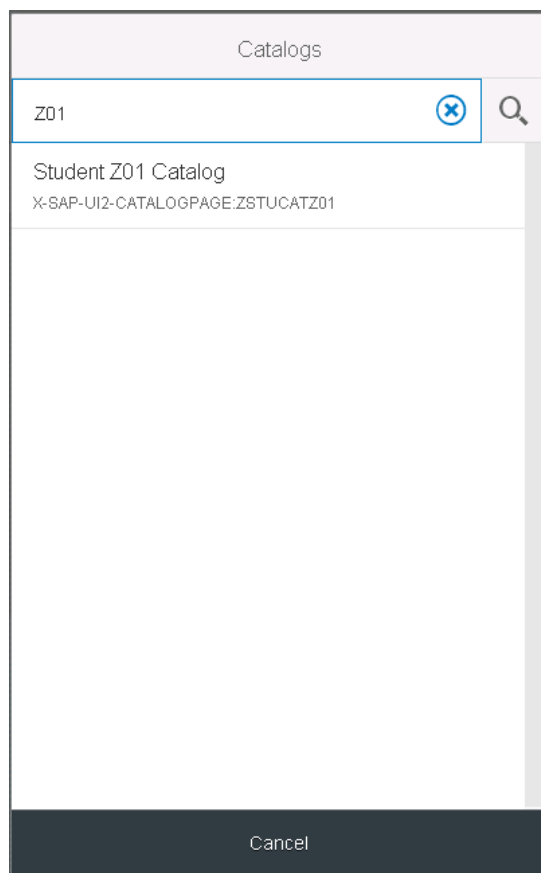 Catalogs
Z01
Student Z01 Catalog
X-SAP-UI2-CATALOGPAGE:ZSTUCATZ01
Cancel